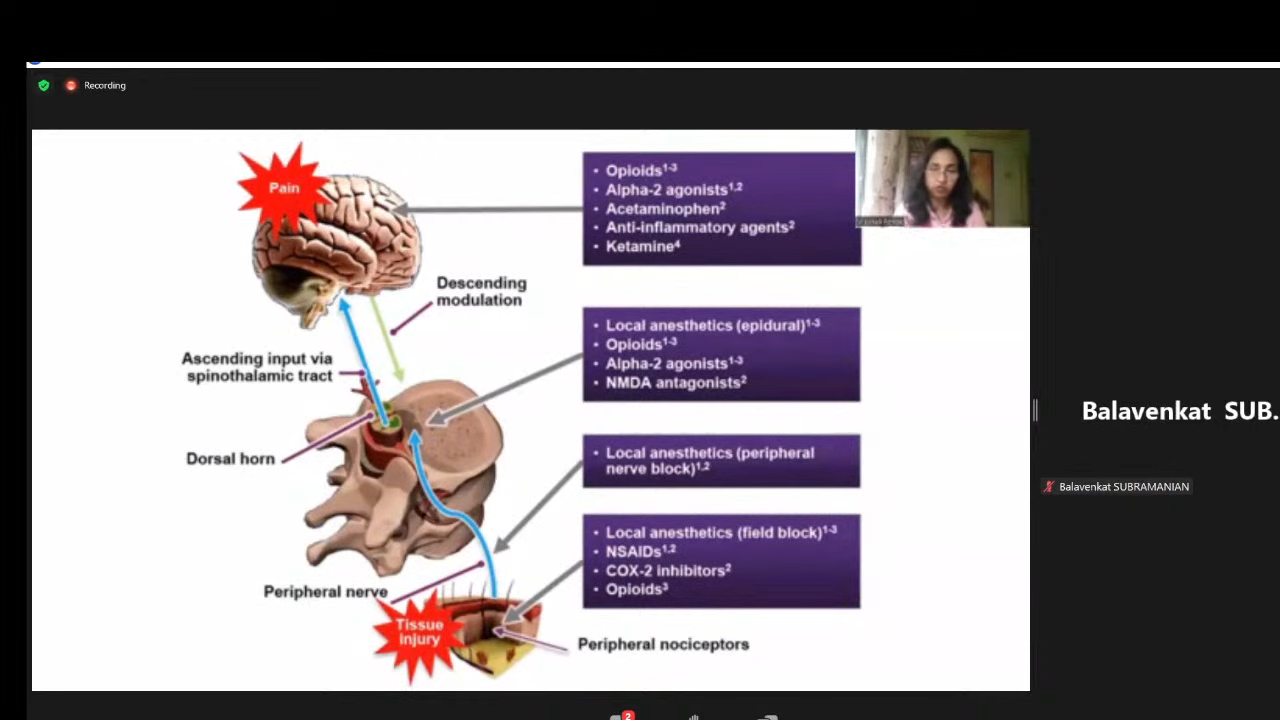 Recording
Pain
• Opioids1-3
• Alpha-2 agonists1,2
• Acetaminophen2
• Anti-inflammatory agents2
• Ketamine4
Descending
modulation
• Local anesthetics (epidural)1-3
• Opioids1-3
• Alpha-2 agonists1-3
• NMDA antagonists2
Ascending input via
spinothalamic tract
Dorsal horn
• Local anesthetics (peripheral
nerve block)1,2
• Local anesthetics (field block)1-3
• NSAIDs1,2
• COX-2 inhibitors2
• Opioids3
Peripheral nerve
Tissue
injury
Peripheral nociceptors
Balavenkat SUB.
Balavenkat SUBRAMANIAN
2